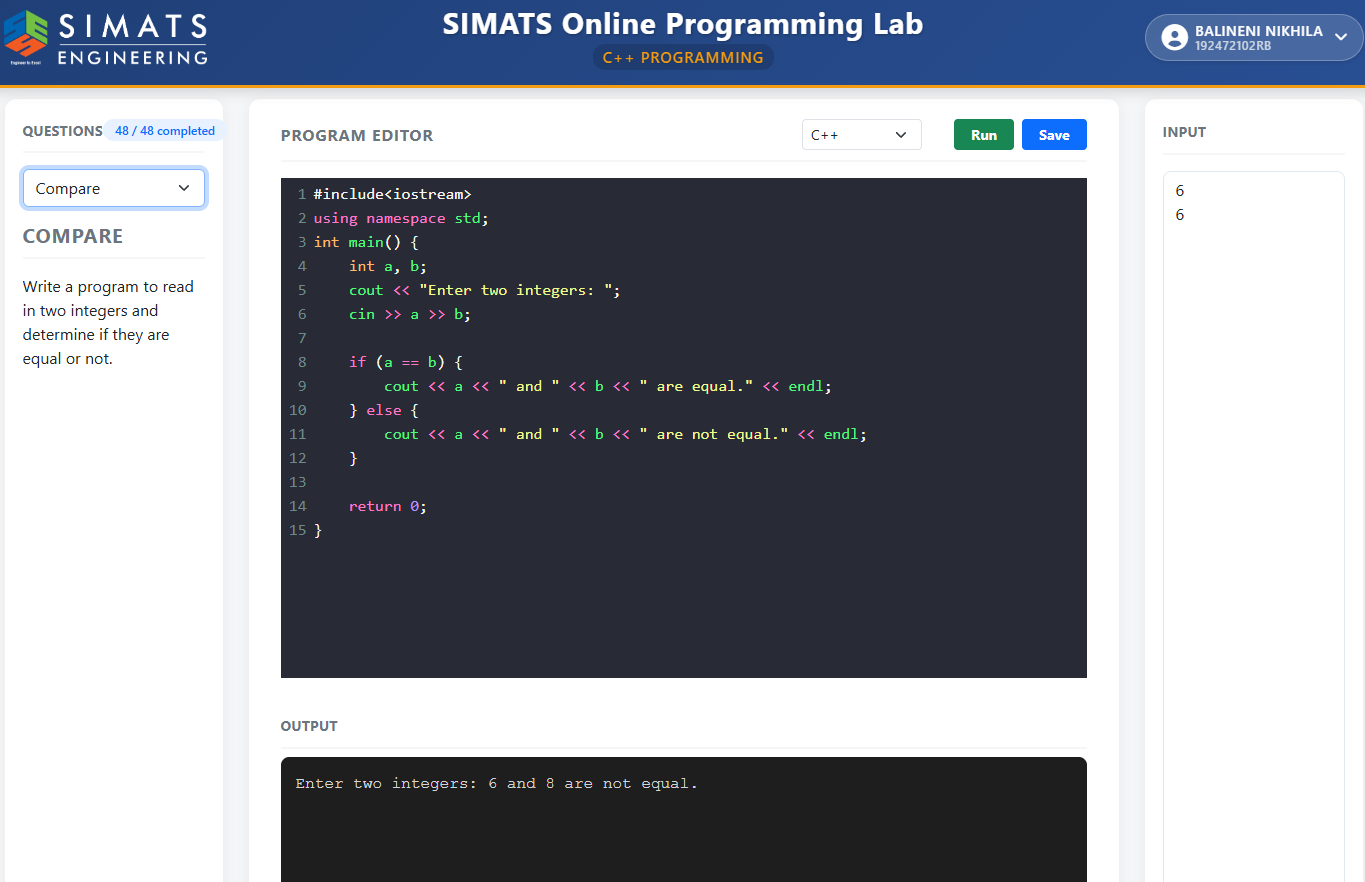 SIMATS
ENGINEERING
Engineer to Excel
SIMATS Online Programming Lab
C++ PROGRAMMING
BALINENI NIKHILA
192472102RB
QUESTIONS
48 / 48 completed
Compare
COMPARE
Write a program to read
in two integers and
determine if they are
equal or not.
PROGRAM EDITOR
C++
Run
Save
1 #include<iostream>
2 using namespace std;
3 int main() {
4     int a, b;
5     cout << "Enter two integers: ";
6     cin >> a >> b;
7
8     if (a == b) {
9         cout << a << " and " << b << " are equal." << endl;
10     } else {
11         cout << a << " and " << b << " are not equal." << endl;
12     }
13
14     return 0;
15 }
OUTPUT
Enter two integers: 6 and 8 are not equal.
INPUT
6
6